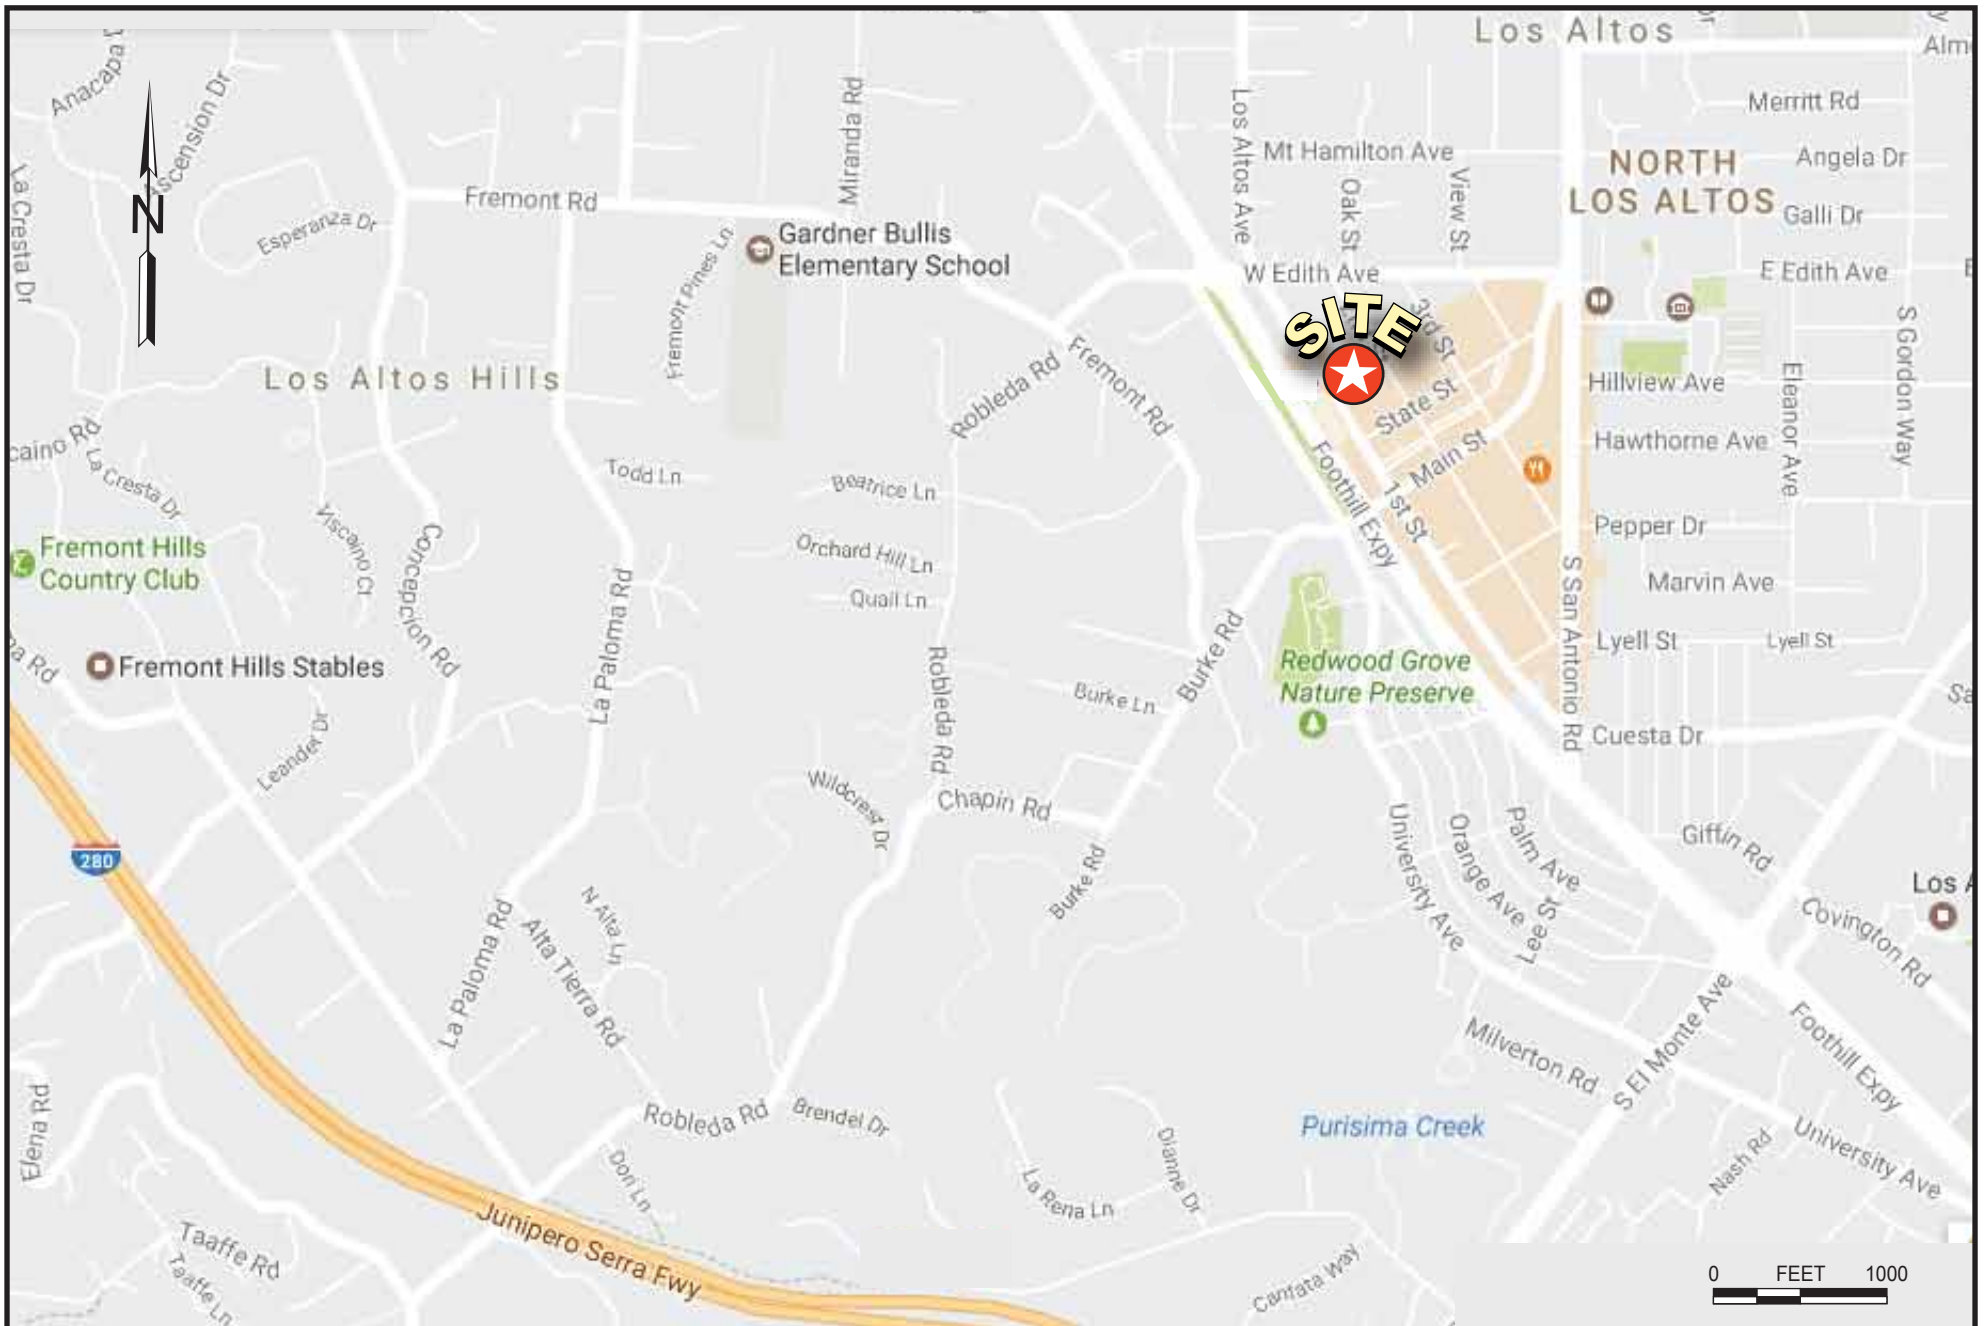 Los Altos
Alm
Anacapa
Ascension Dr
Merritt Rd
Miranda Rd
Los Altos Ave
Mt Hamilton Ave
Angela Dr
NORTH
LOS ALTOS
La Cresta Dr
N
Fremont Rd
Oak St
View St
Galli Dr
Esperanza Dr
Gardner Bullis
Elementary School
Fremont Pines Ln
W Edith Ave
E Edith Ave
SITE
3rd St
S Gordon Way
Los Altos Hills
Robleda Rd
Fremont Rd
State St
Hillview Ave
Eleanor Ave
caino Rd
La Cresta Dr
Todd Ln
Beatrice Ln
Foothill Expy
Main St
1st St
Hawthorne Ave
Viscaino Ct
Concepcion Rd
Orchard Hill Ln
Pepper Dr
Fremont Hills
Country Club
Quail Ln
La Paloma Rd
Marvin Ave
S San Antonio Rd
Lyell St
Lyell St
na Rd
Fremont Hills Stables
Robleda Rd
Burke Ln
Burke Rd
Redwood Grove
Nature Preserve
Sa
Leander Dr
Cuesta Dr
Wildcrest Dr
Chapin Rd
280
Burke Rd
University Ave
Orange Ave
Palm Ave
Lee St
Giffin Rd
Los A
Covington Rd
La Paloma Rd
N Alta Ln
Alta Tierra Rd
Milverton Rd
S El Monte Ave
Foothill Expy
Elena Rd
Robleda Rd
Brendel Dr
Purisima Creek
University Ave
Nash Rd
Don Ln
La Rena Ln
Dianne Dr
Junipero Serra Fwy
Taaffe Rd
Taaffe Ln
Cantata Way
0 FEET 1000